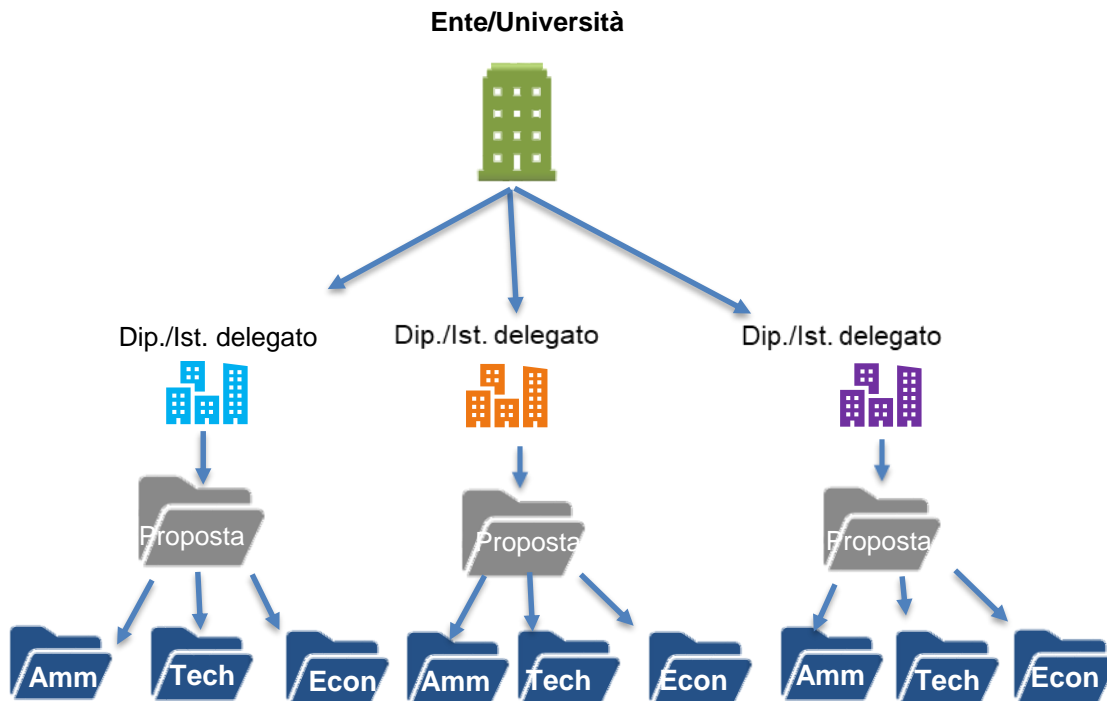 Ente/Università
Dip./Ist. delegato
Dip./Ist. delegato
Dip./Ist. delegato
Proposta
Proposta
Proposta
Amm
Tech
Econ
Amm
Tech
Econ
Amm
Tech
Econ